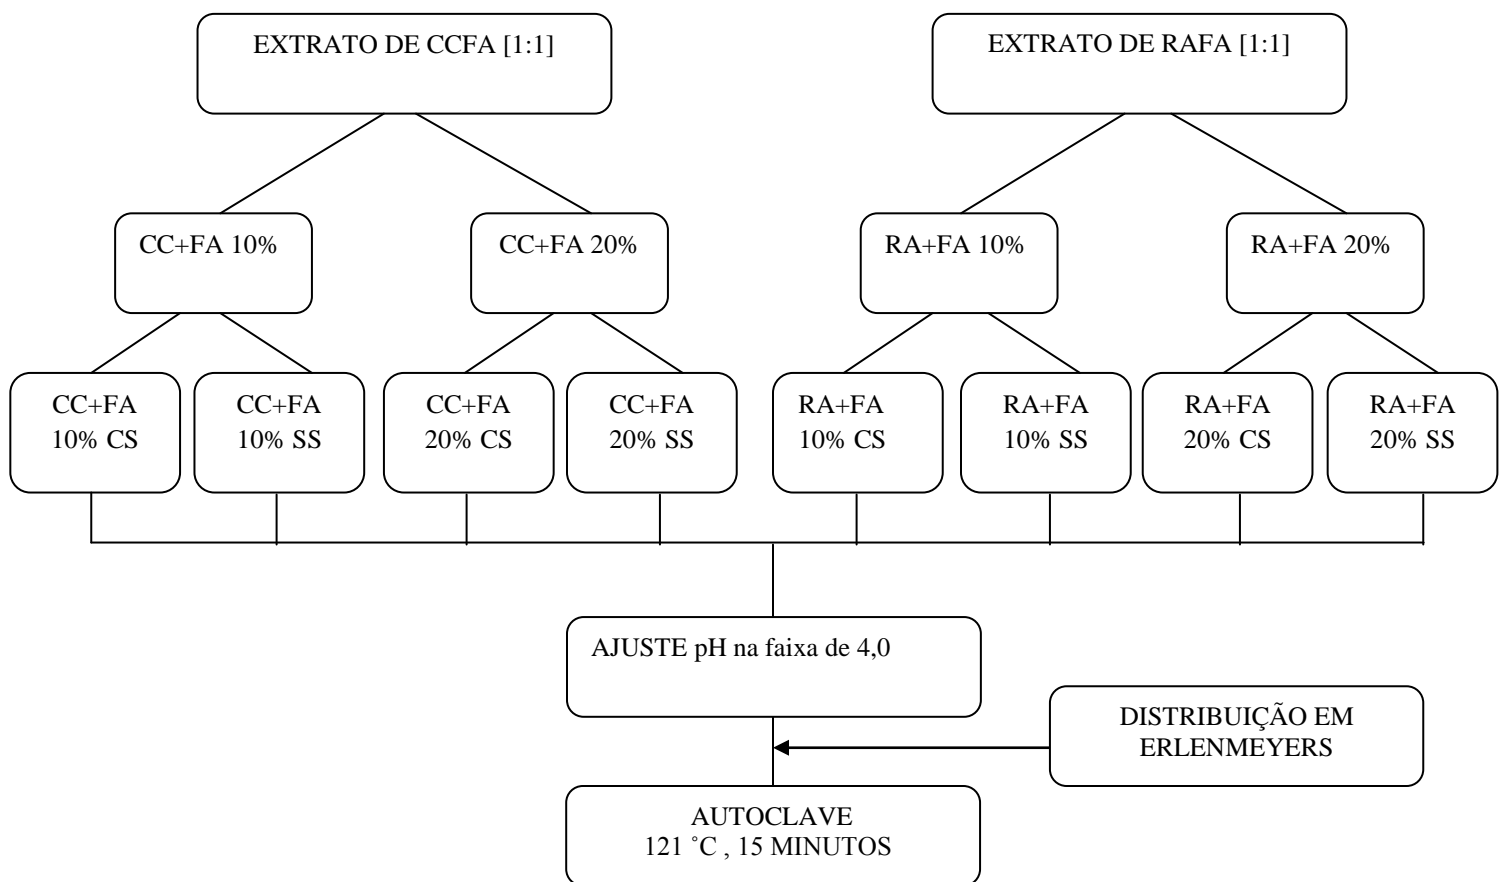 EXTRATO DE CCFA [1:1]
EXTRATO DE RAFA [1:1]
CC+FA 10%
CC+FA 20%
RA+FA 10%
RA+FA 20%
CC+FA
10% CS
CC+FA
10% SS
CC+FA
20% CS
CC+FA
20% SS
RA+FA
10% CS
RA+FA
10% SS
RA+FA
20% CS
RA+FA
20% SS
AJUSTE pH na faixa de 4,0
DISTRIBUIÇÃO EM
ERLENMEYERS
AUTOCLAVE
121 ˚C , 15 MINUTOS